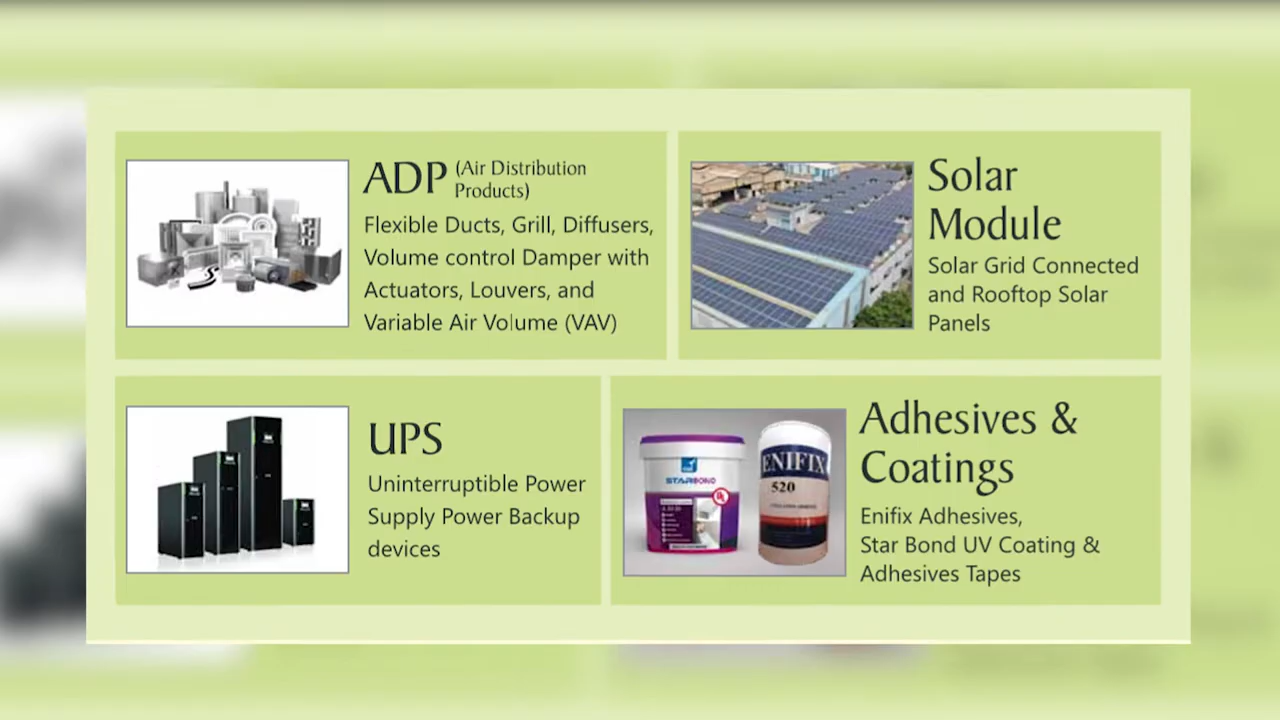 ADP (Air Distribution
Products)
Flexible Ducts, Grill, Diffusers,
Volume control Damper with
Actuators, Louvers, and
Variable Air Volume (VAV)
Solar
Module
Solar Grid Connected
and Rooftop Solar
Panels
UPS
Uninterruptible Power
Supply Power Backup
devices
STARBOND
UL
ENIFIX
520
Adhesives &
Coatings
Enifix Adhesives,
Star Bond UV Coating &
Adhesives Tapes